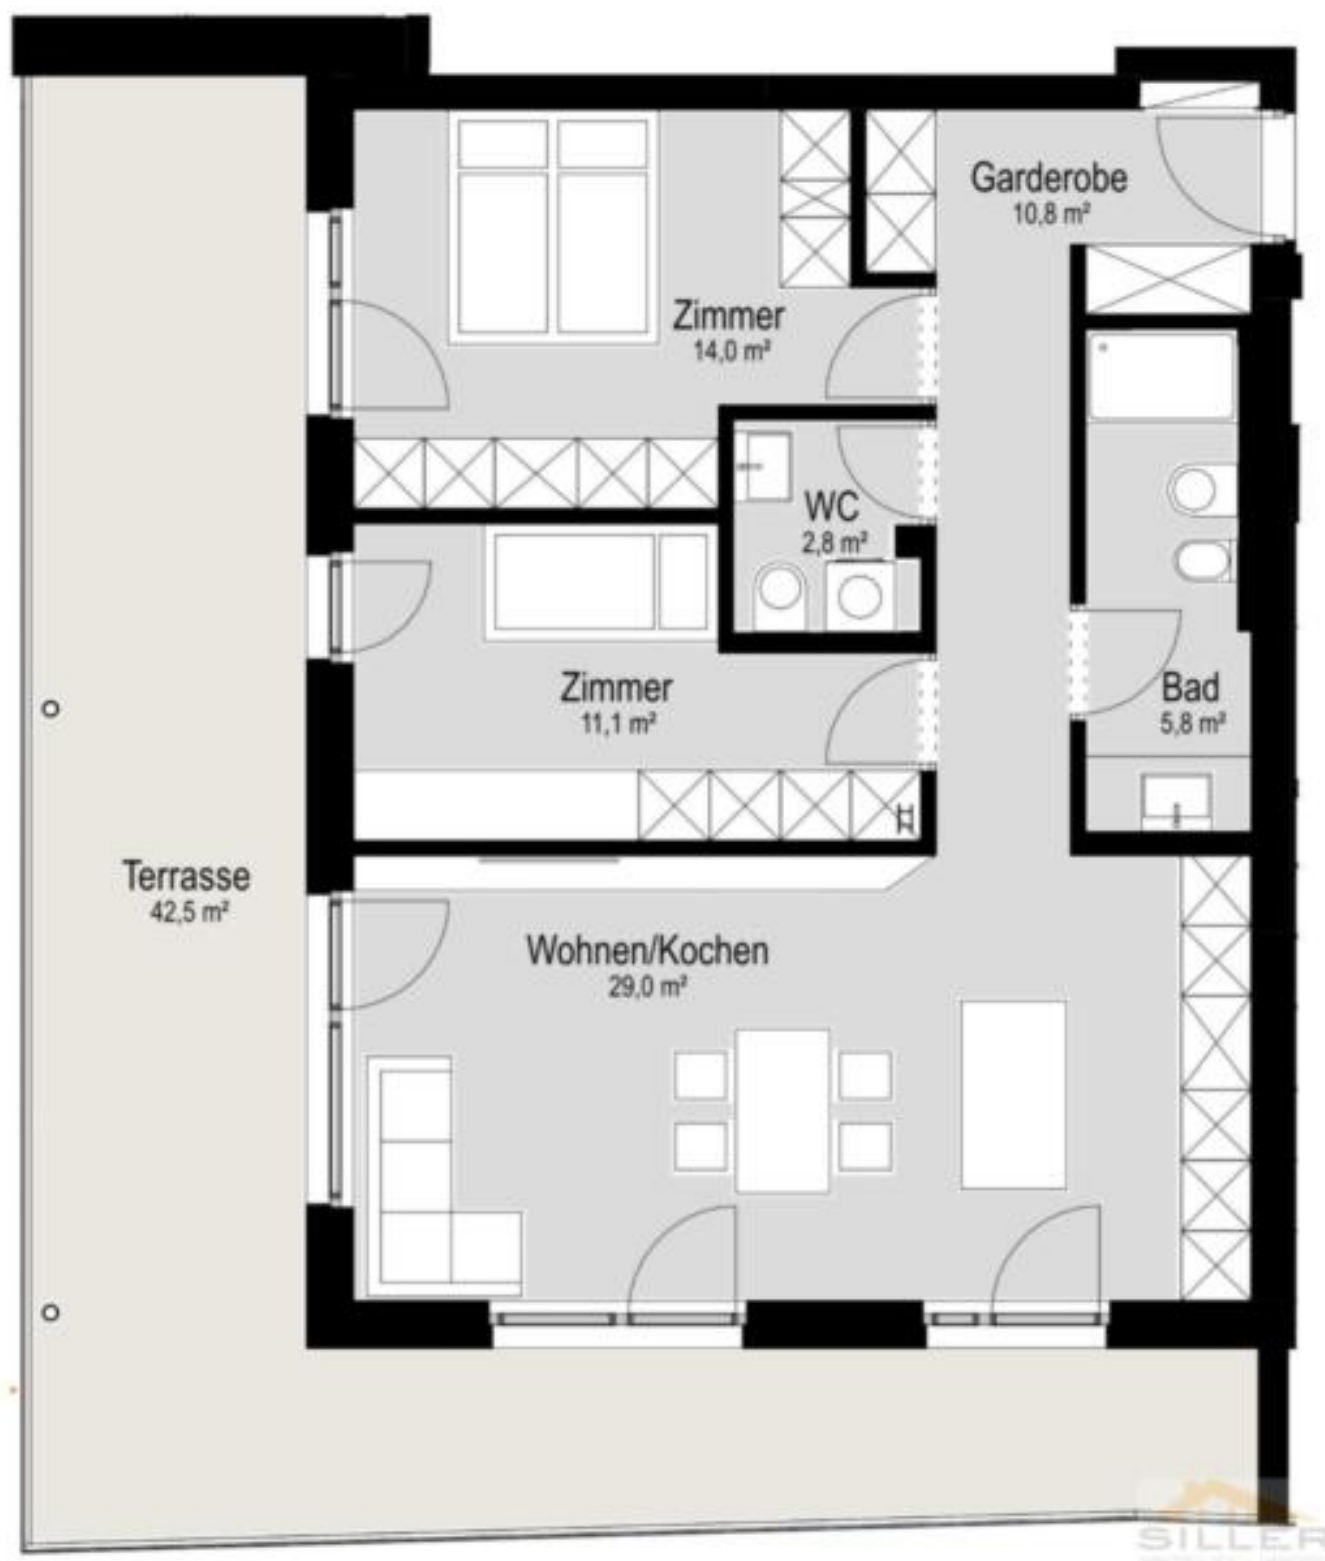 Garderobe
10,8 m²
Zimmer
14,0 m²
WC
2,8 m²
Zimmer
11,1 m²
Bad
5,8 m²
Terrasse
42,5 m²
Wohnen/Kochen
29,0 m²
SILLER